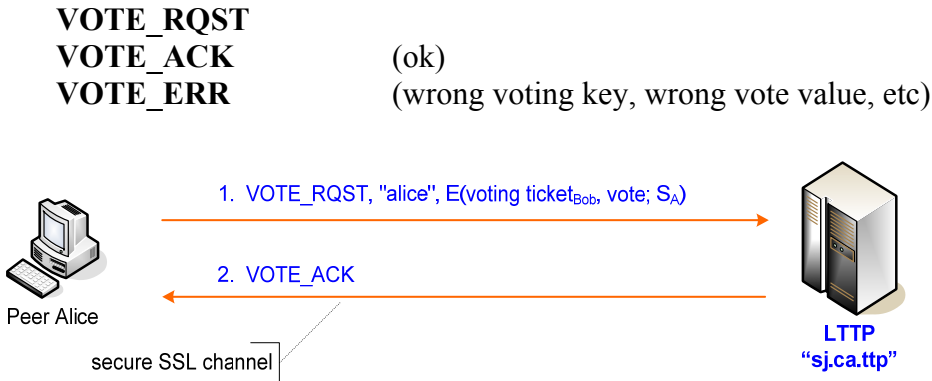 VOTE_RQST
VOTE_ACK (ok)
VOTE_ERR (wrong voting key, wrong vote value, etc)
1. VOTE_RQST, "alice", E(voting ticketBob, vote; SA)
2. VOTE_ACK
Peer Alice
LTTP
“sj.ca.ttp”
secure SSL channel